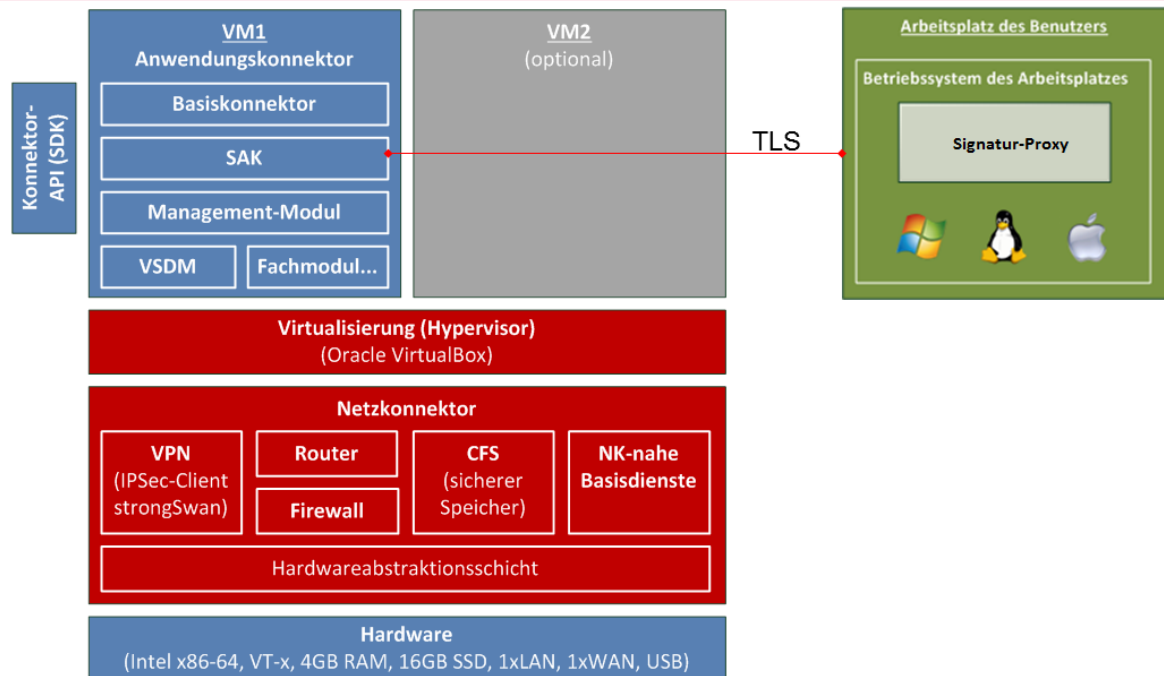 VM1
Anwendungskonnektor
Konnektor-
API (SDK)
Basiskonnektor
SAK
Management-Modul
VSDM
Fachmodul...
VM2
(optional)
TLS
Arbeitsplatz des Benutzers
Betriebssystem des Arbeitsplatzes
Signatur-Proxy
Virtualisierung (Hypervisor)
(Oracle VirtualBox)
Netzkonnektor
VPN
(IPSec-Client
strongSwan)
Router
Firewall
CFS
(sicherer
Speicher)
NK-nahe
Basisdienste
Hardwareabstraktionsschicht
Hardware
(Intel x86-64, VT-x, 4GB RAM, 16GB SSD, 1xLAN, 1xWAN, USB)